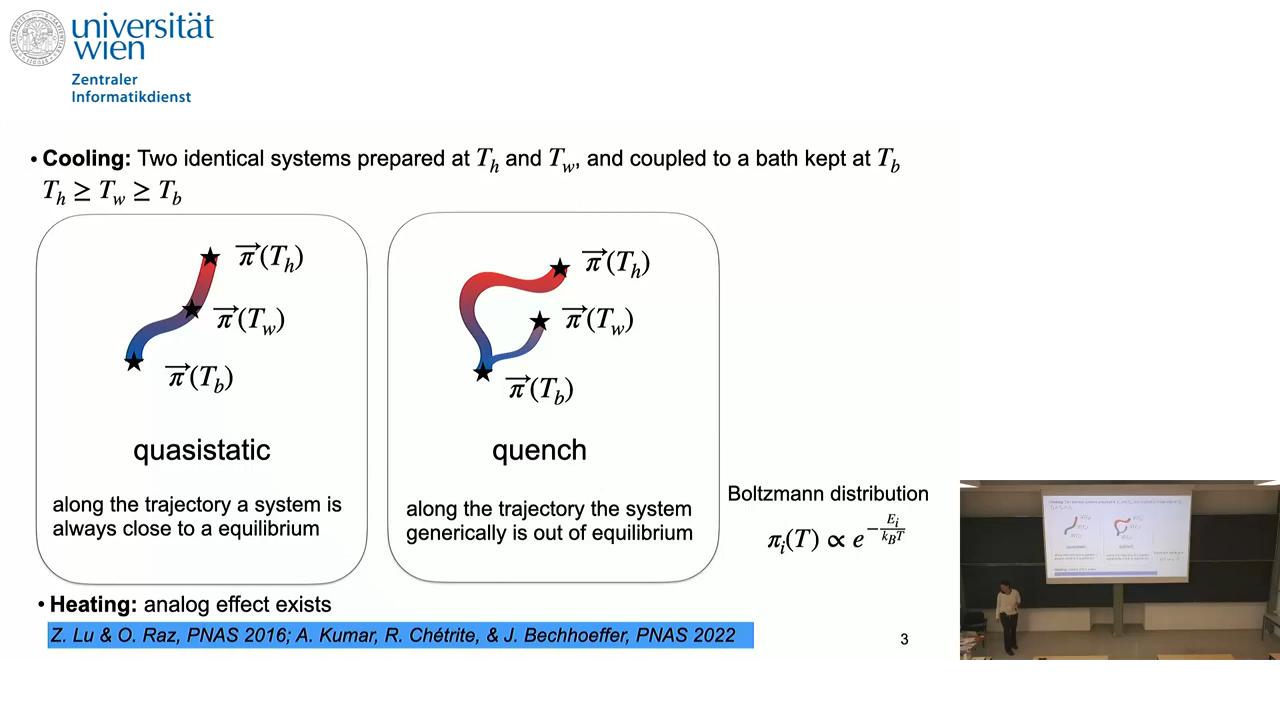 universität
wien
Zentraler
Informatikdienst
• Cooling: Two identical systems prepared at T_h and T_w, and coupled to a bath kept at T_b
T_h ≥ T_w ≥ T_b
π⃗(T_h)
π⃗(T_w)
π⃗(T_b)
quasistatic
along the trajectory a system is
always close to a equilibrium
π⃗(T_h)
π⃗(T_w)
π⃗(T_b)
quench
along the trajectory the system
generically is out of equilibrium
Boltzmann distribution
π_i(T) ∝ e^{-\frac{E_i}{k_B T}}
• Heating: analog effect exists
Z. Lu & O. Raz, PNAS 2016; A. Kumar, R. Chétrite, & J. Bechhoeffer, PNAS 2022
3